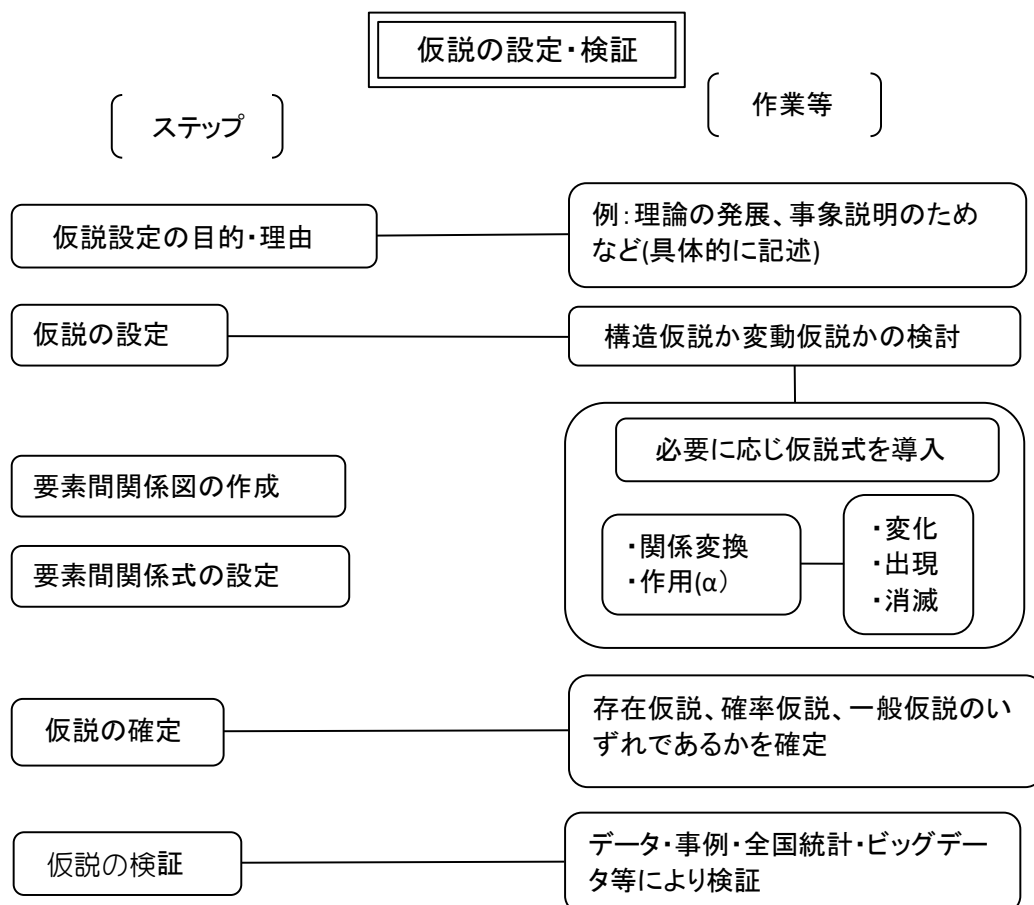 仮説の設定・検証
ステップ
作業等
仮説設定の目的・理由
例：理論の発展、事象説明のため
など(具体的に記述)
仮説の設定
構造仮説か変動仮説かの検討
必要に応じ仮説式を導入
要素間関係図の作成
要素間関係式の設定
・関係変換
・作用(α）
・変化
・出現
・消滅
仮説の確定
存在仮説、確率仮説、一般仮説のい
ずれであるかを確定
仮説の検証
データ・事例・全国統計・ビッグデー
タ等により検証